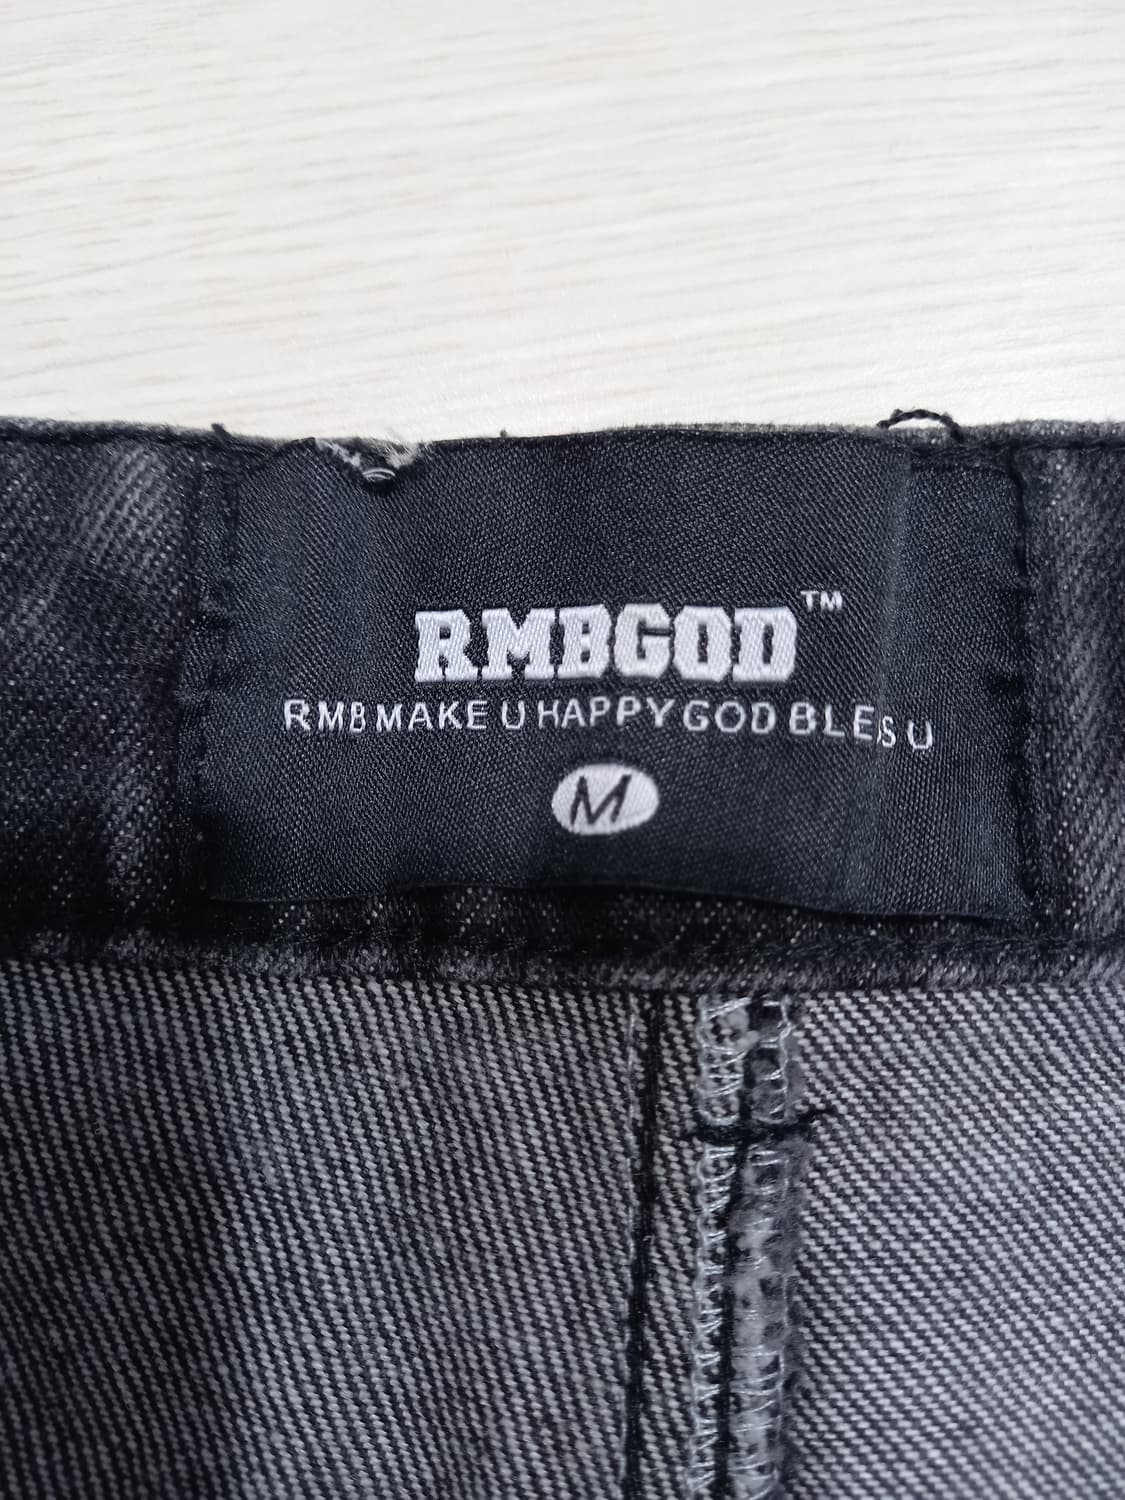 RMBGOD™
RMB MAKE U HAPPY GOD BLES U
M